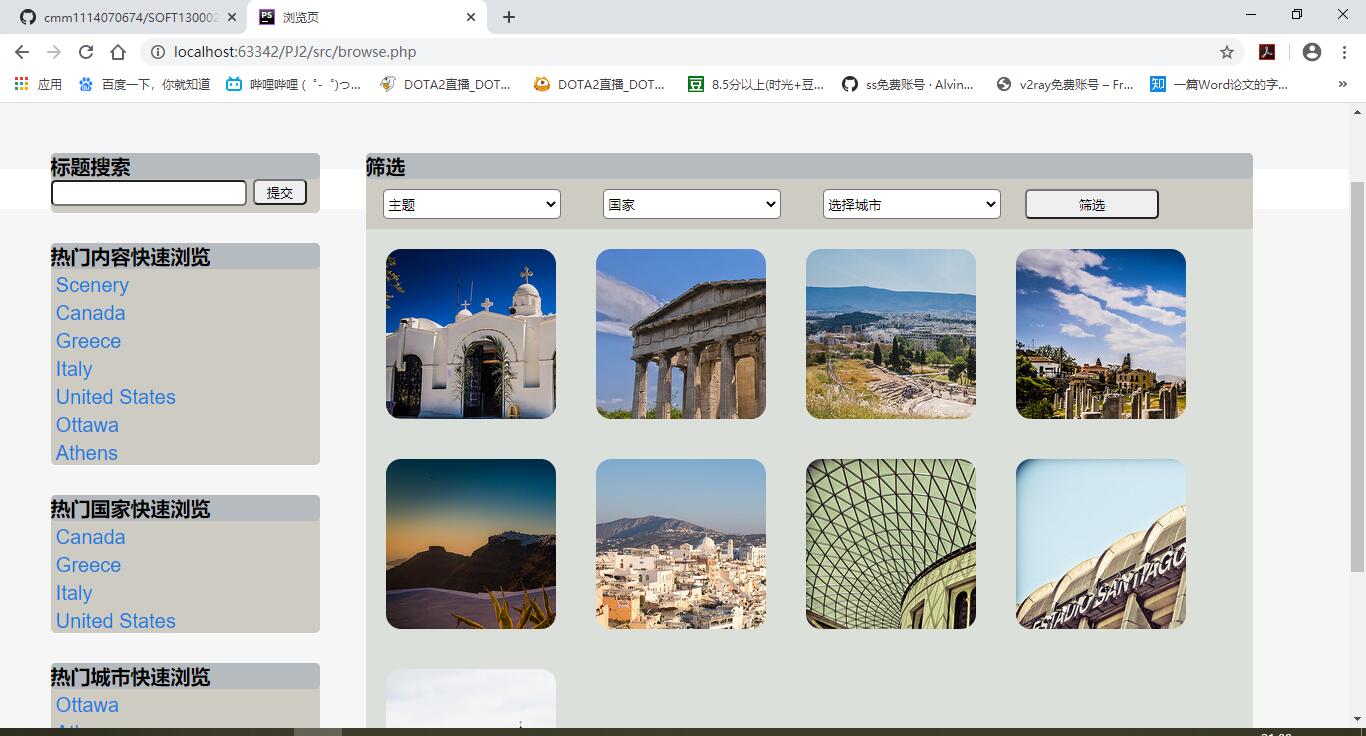 cmm1114070674/SOFT130002
浏览页
localhost:63342/PJ2/src/browse.php
应用
百度一下，你就知道
哔哩哔哩 ( ゜- ゜)つ...
DOTA2直播_DOT...
DOTA2直播_DOT...
8.5分以上(时光+豆...
ss免费账号 · Alvin...
v2ray免费账号 – Fr...
一篇Word论文的字...
标题搜索
提交
热门内容快速浏览
Scenery
Canada
Greece
Italy
United States
Ottawa
Athens
热门国家快速浏览
Canada
Greece
Italy
United States
热门城市快速浏览
Ottawa
筛选
主题
国家
选择城市
筛选
ESTADIO SANTIAGO